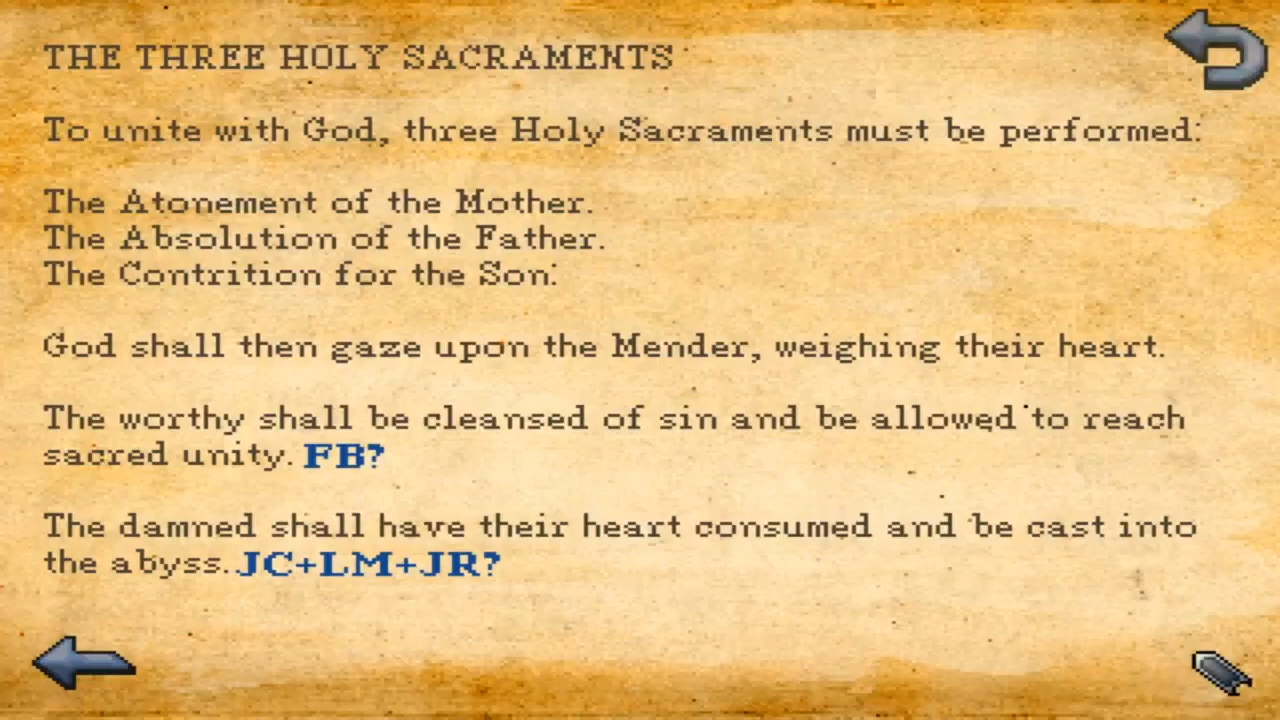 THE THREE HOLY SACRAMENTS
To unite with God, three Holy Sacraments must be performed:
The Atonement of the Mother.
The Absolution of the Father.
The Contrition for the Son.
God shall then gaze upon the Mender, weighing their heart.
The worthy shall be cleansed of sin and be allowed to reach
sacred unity. FB?
The damned shall have their heart consumed and be cast into
the abyss. JC+LM+JR?